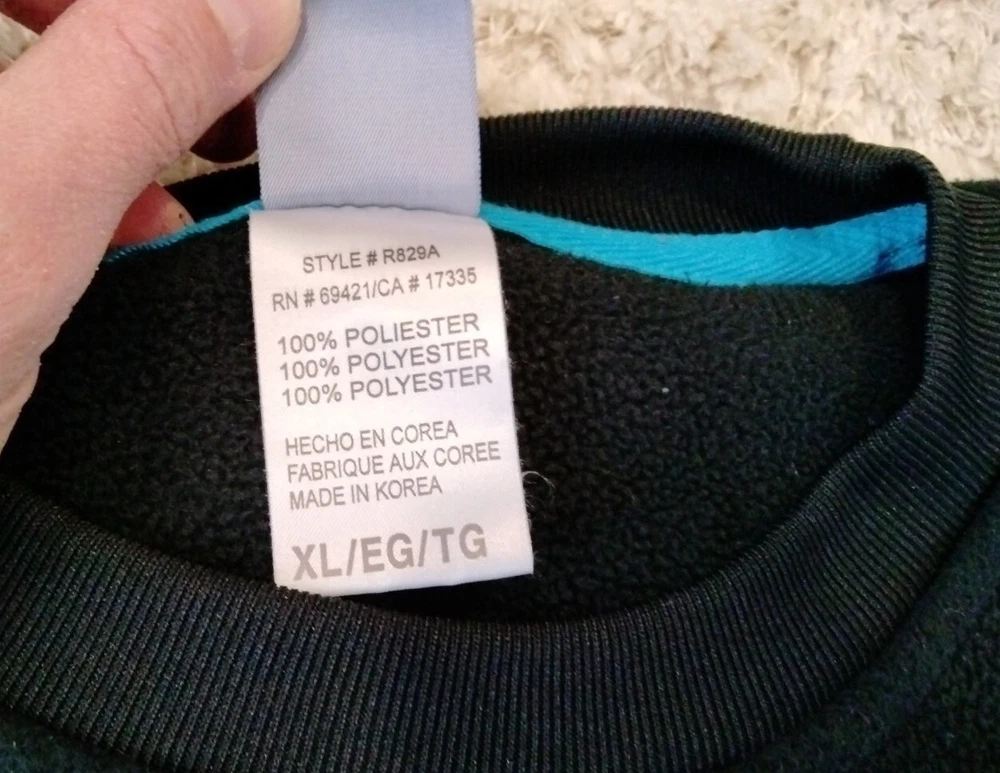 STYLE # R829A
RN # 69421/CA # 17335
100% POLIESTER
100% POLYESTER
100% POLYESTER
HECHO EN COREA
FABRIQUE AUX COREE
MADE IN KOREA
XL/EG/TG